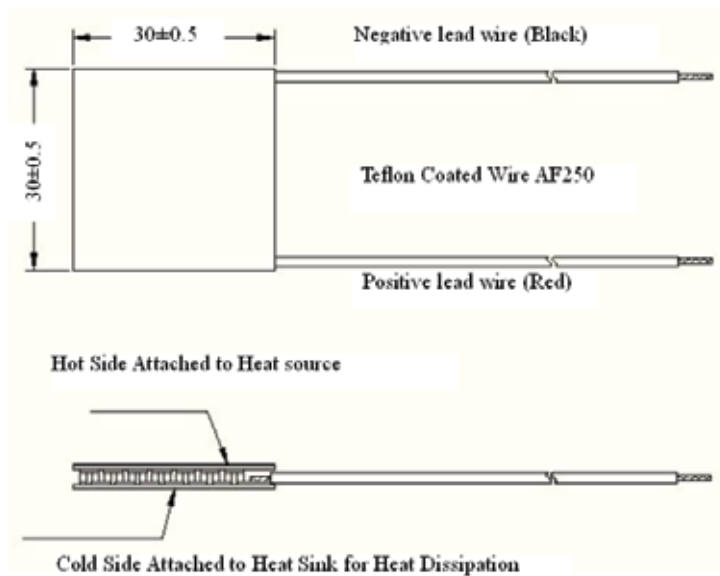 30±0.5
Negative lead wire (Black)
30±0.5
Teflon Coated Wire AF250
Positive lead wire (Red)
Hot Side Attached to Heat source
Cold Side Attached to Heat Sink for Heat Dissipation